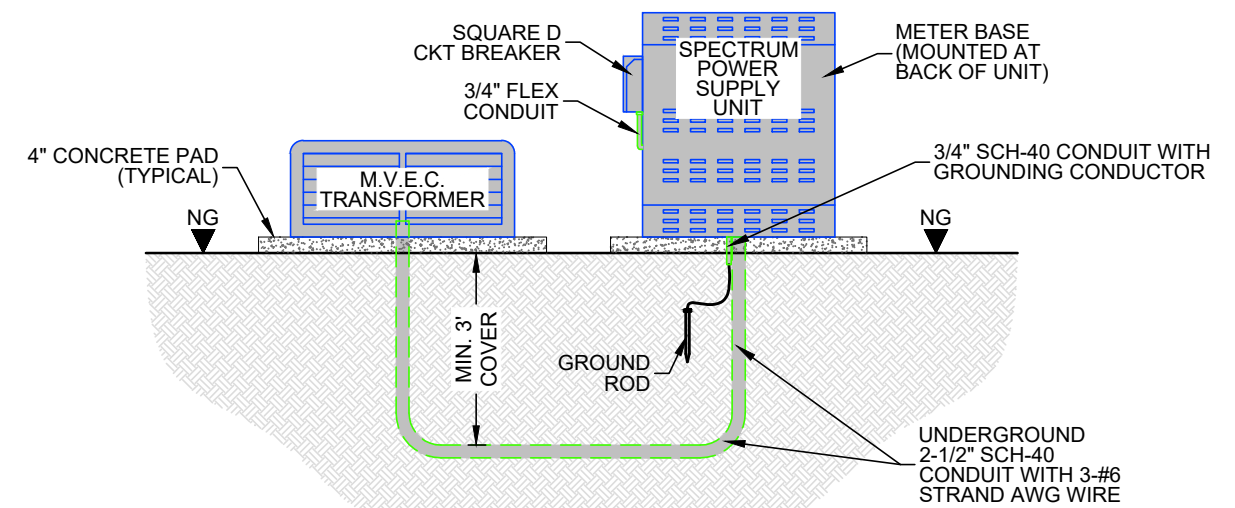 SQUARE D
CKT BREAKER
3/4" FLEX
CONDUIT
SPECTRUM
POWER
SUPPLY
UNIT
METER BASE
(MOUNTED AT
BACK OF UNIT)
4" CONCRETE PAD
(TYPICAL)
M.V.E.C.
TRANSFORMER
3/4" SCH-40 CONDUIT WITH
GROUNDING CONDUCTOR
NG
NG
MIN. 3'
COVER
GROUND
ROD
UNDERGROUND
2-1/2" SCH-40
CONDUIT WITH 3-#6
STRAND AWG WIRE